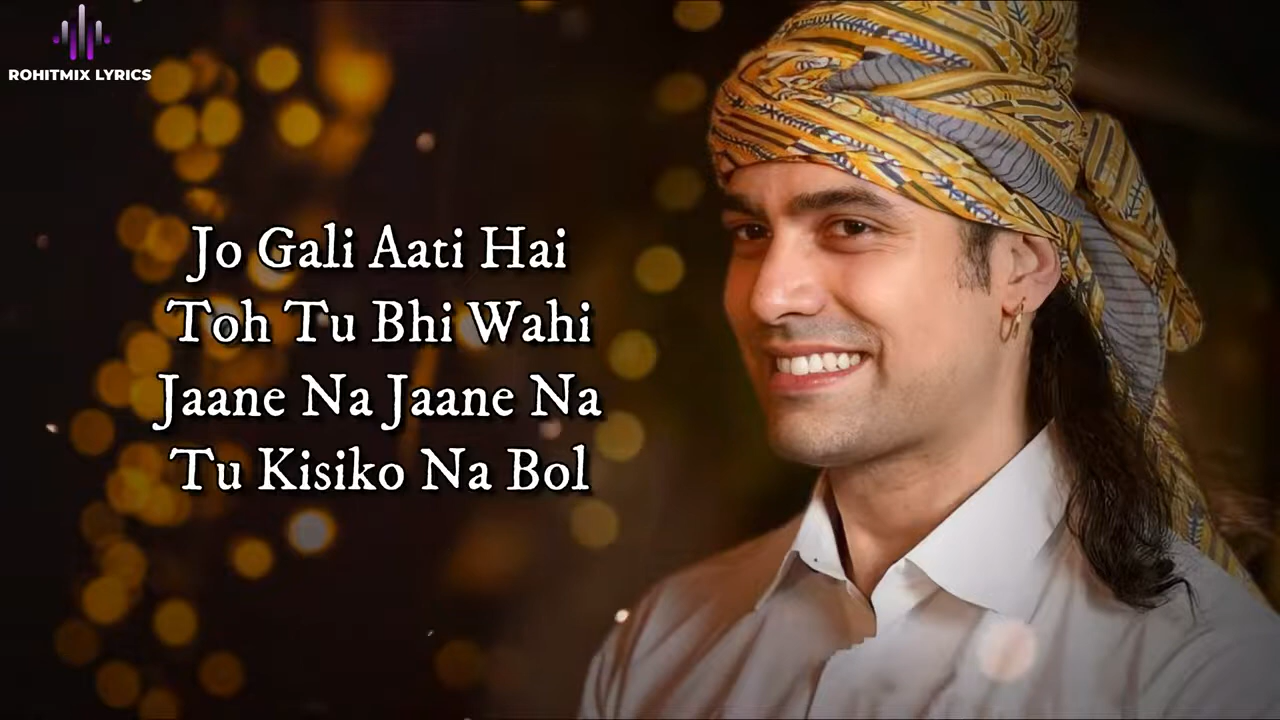 ROHITMIX LYRICS
Jo Gali Aati Hai
Toh Tu Bhi Wahi
Jaane Na Jaane Na
Tu Kisiko Na Bol